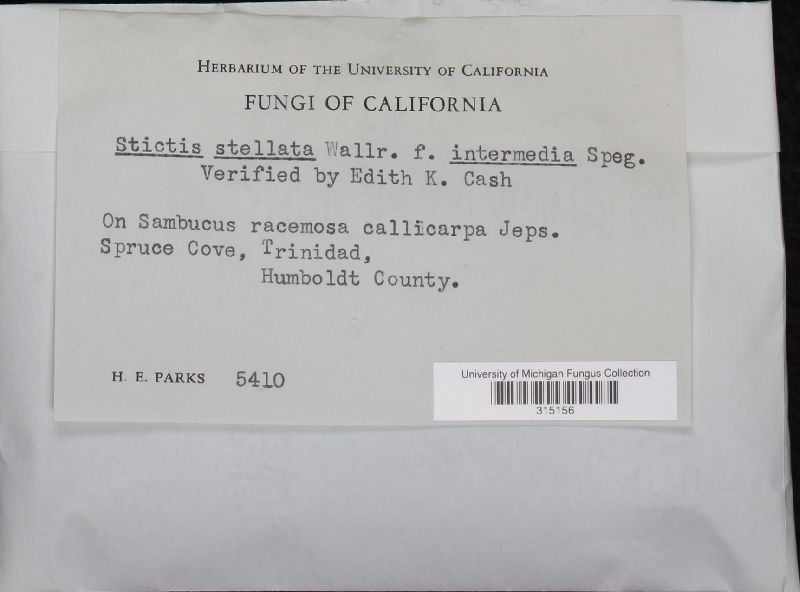 HERBARIUM OF THE UNIVERSITY OF CALIFORNIA
FUNGI OF CALIFORNIA
Stictis stellata Wallr. f. intermedia Speg.
Verified by Edith K. Cash
On Sambucus racemosa callicarpa Jeps.
Spruce Cove, Trinidad,
Humboldt County.
H. E. PARKS 5410
University of Michigan Fungus Collection
315156